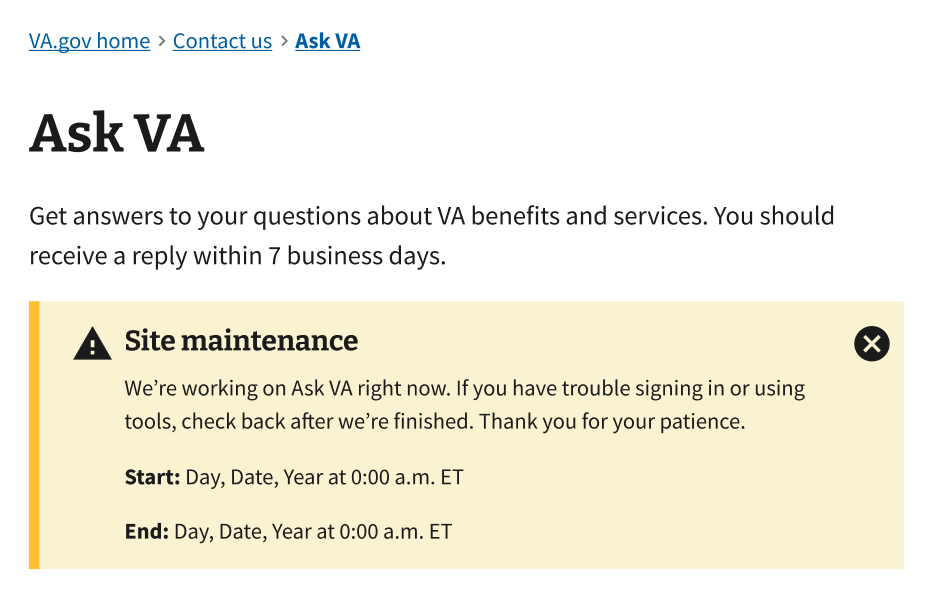 VA.gov home › Contact us › Ask VA
Ask VA
Get answers to your questions about VA benefits and services. You should
receive a reply within 7 business days.
Site maintenance
We’re working on Ask VA right now. If you have trouble signing in or using
tools, check back after we’re finished. Thank you for your patience.
Start: Day, Date, Year at 0:00 a.m. ET
End: Day, Date, Year at 0:00 a.m. ET